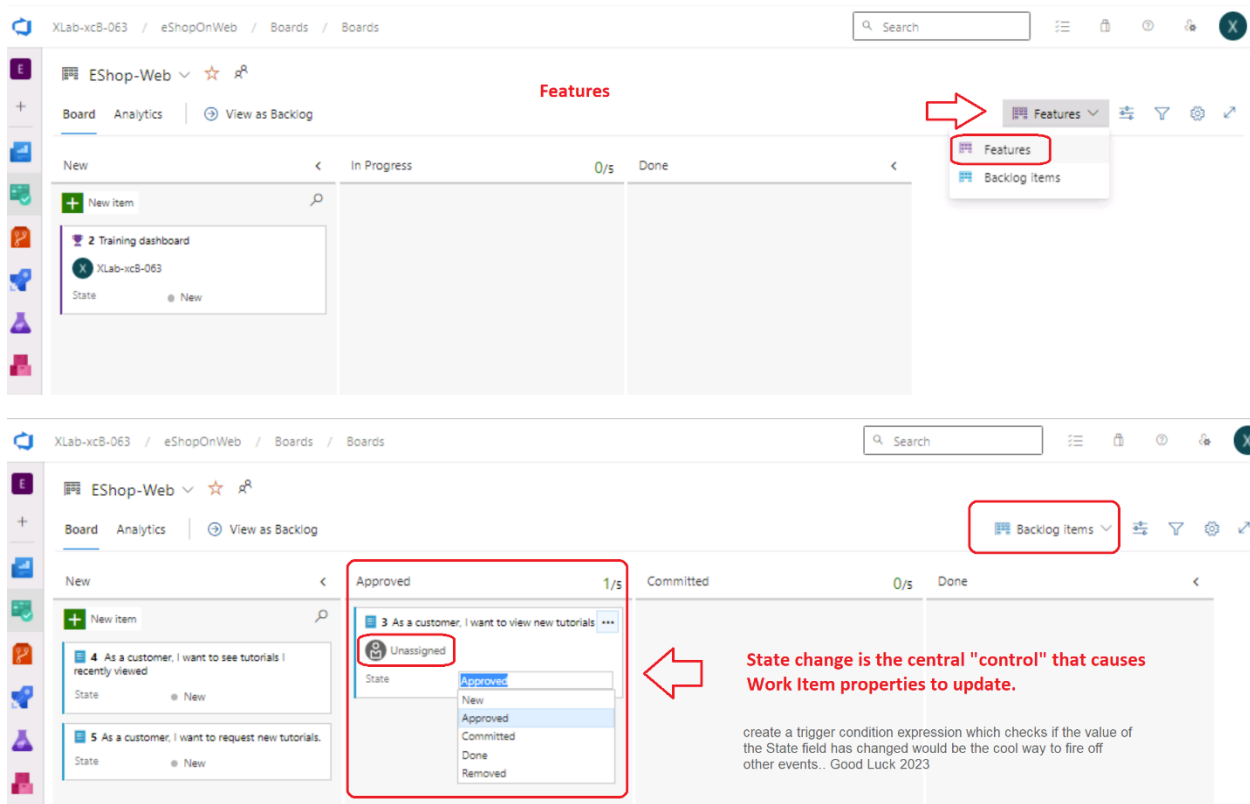 XLab-xcB-063 / eShopOnWeb / Boards / Boards
Search
X
E
EShop-Web
Features
Board Analytics View as Backlog
Features
Features
Backlog items
New
In Progress 0/5
Done
New item
2 Training dashboard
X XLab-xcB-063
State New
XLab-xcB-063 / eShopOnWeb / Boards / Boards
Search
X
E
EShop-Web
Board Analytics View as Backlog
Backlog items
New
Approved 1/5
Committed 0/5
Done
New item
4 As a customer, I want to see tutorials I
recently viewed
State New
5 As a customer, I want to request new tutorials.
State New
3 As a customer, I want to view new tutorials
Unassigned
State Approved
New
Approved
Committed
Done
Removed
State change is the central "control" that causes
Work Item properties to update.
create a trigger condition expression which checks if the value of
the State field has changed would be the cool way to fire off
other events.. Good Luck 2023